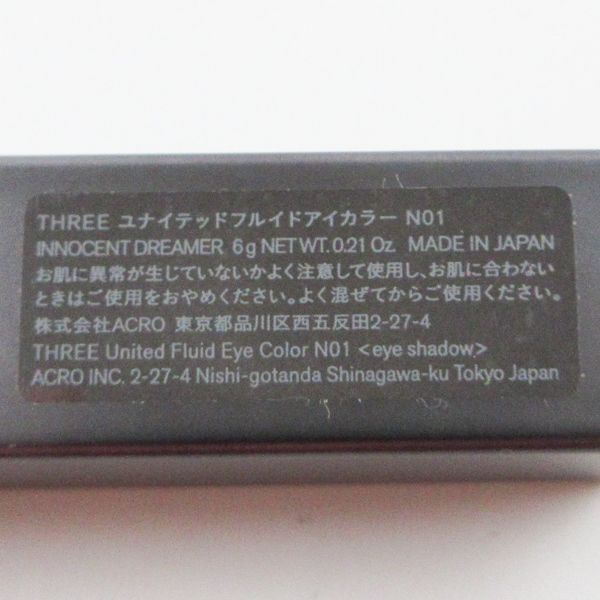 THREE ユナイテッドフルイドアイカラー N01
INNOCENT DREAMER 6g NET WT. 0.21 Oz. MADE IN JAPAN
お肌に異常が生じていないかよく注意して使用し、お肌に合わない
ときはご使用をおやめください。よく混ぜてからご使用ください。
株式会社ACRO 東京都品川区西五反田2-27-4
THREE United Fluid Eye Color N01 <eye shadow>
ACRO INC. 2-27-4 Nishi-gotanda Shinagawa-ku Tokyo Japan